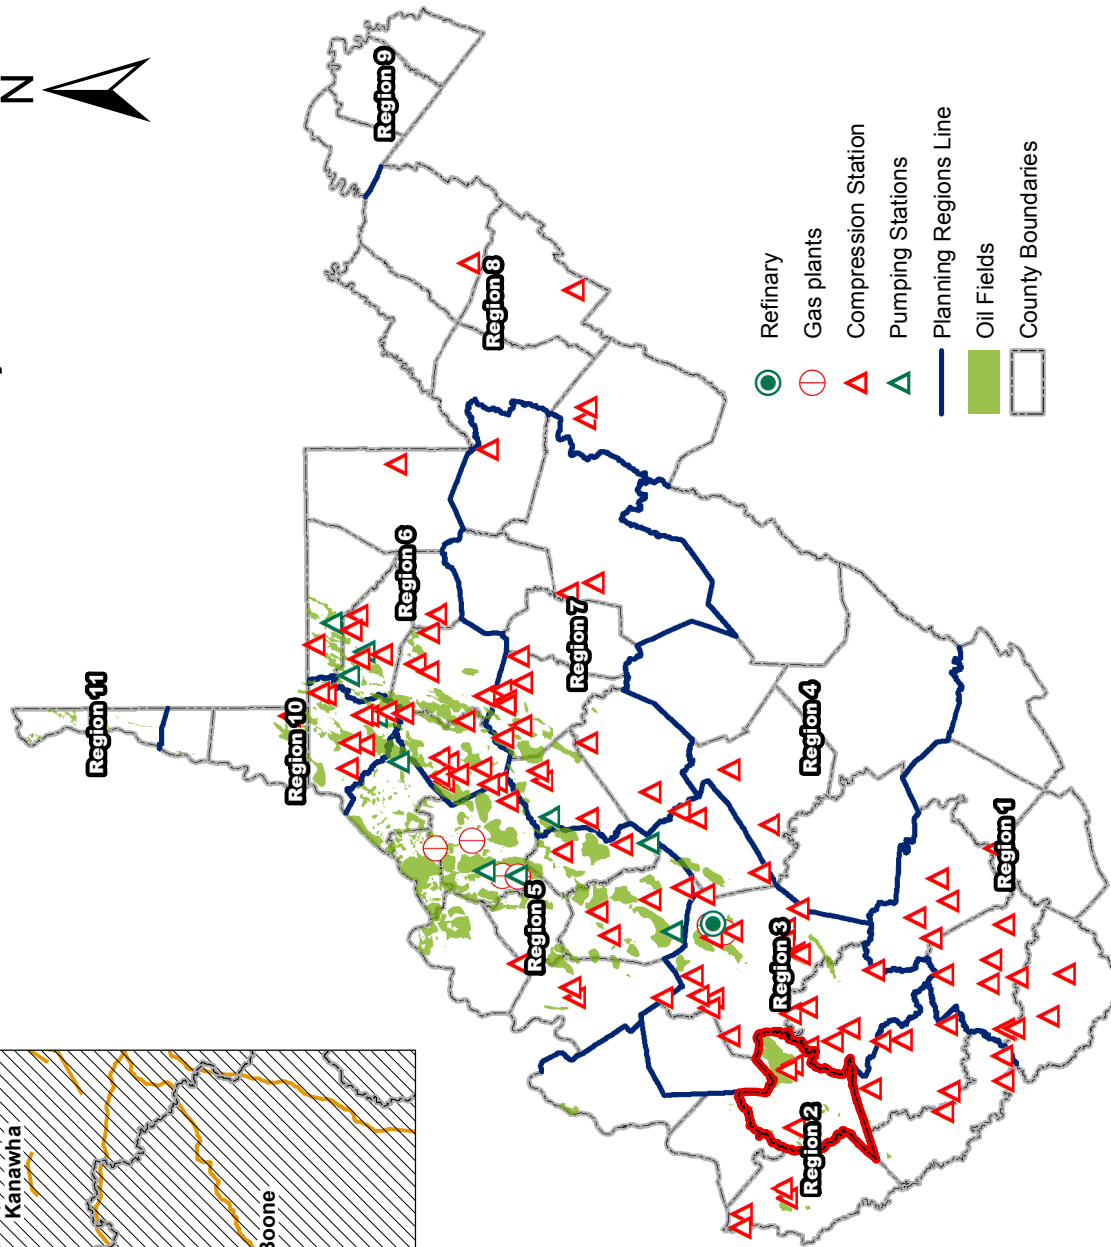 N
Region 9
Region 8
Region 11
Region 6
Region 10
Region 7
Region 4
Region 5
Region 3
Region 1
Region 2
Refinary
Gas plants
Compression Station
Pumping Stations
Planning Regions Line
Oil Fields
County Boundaries
Kanawha
Boone